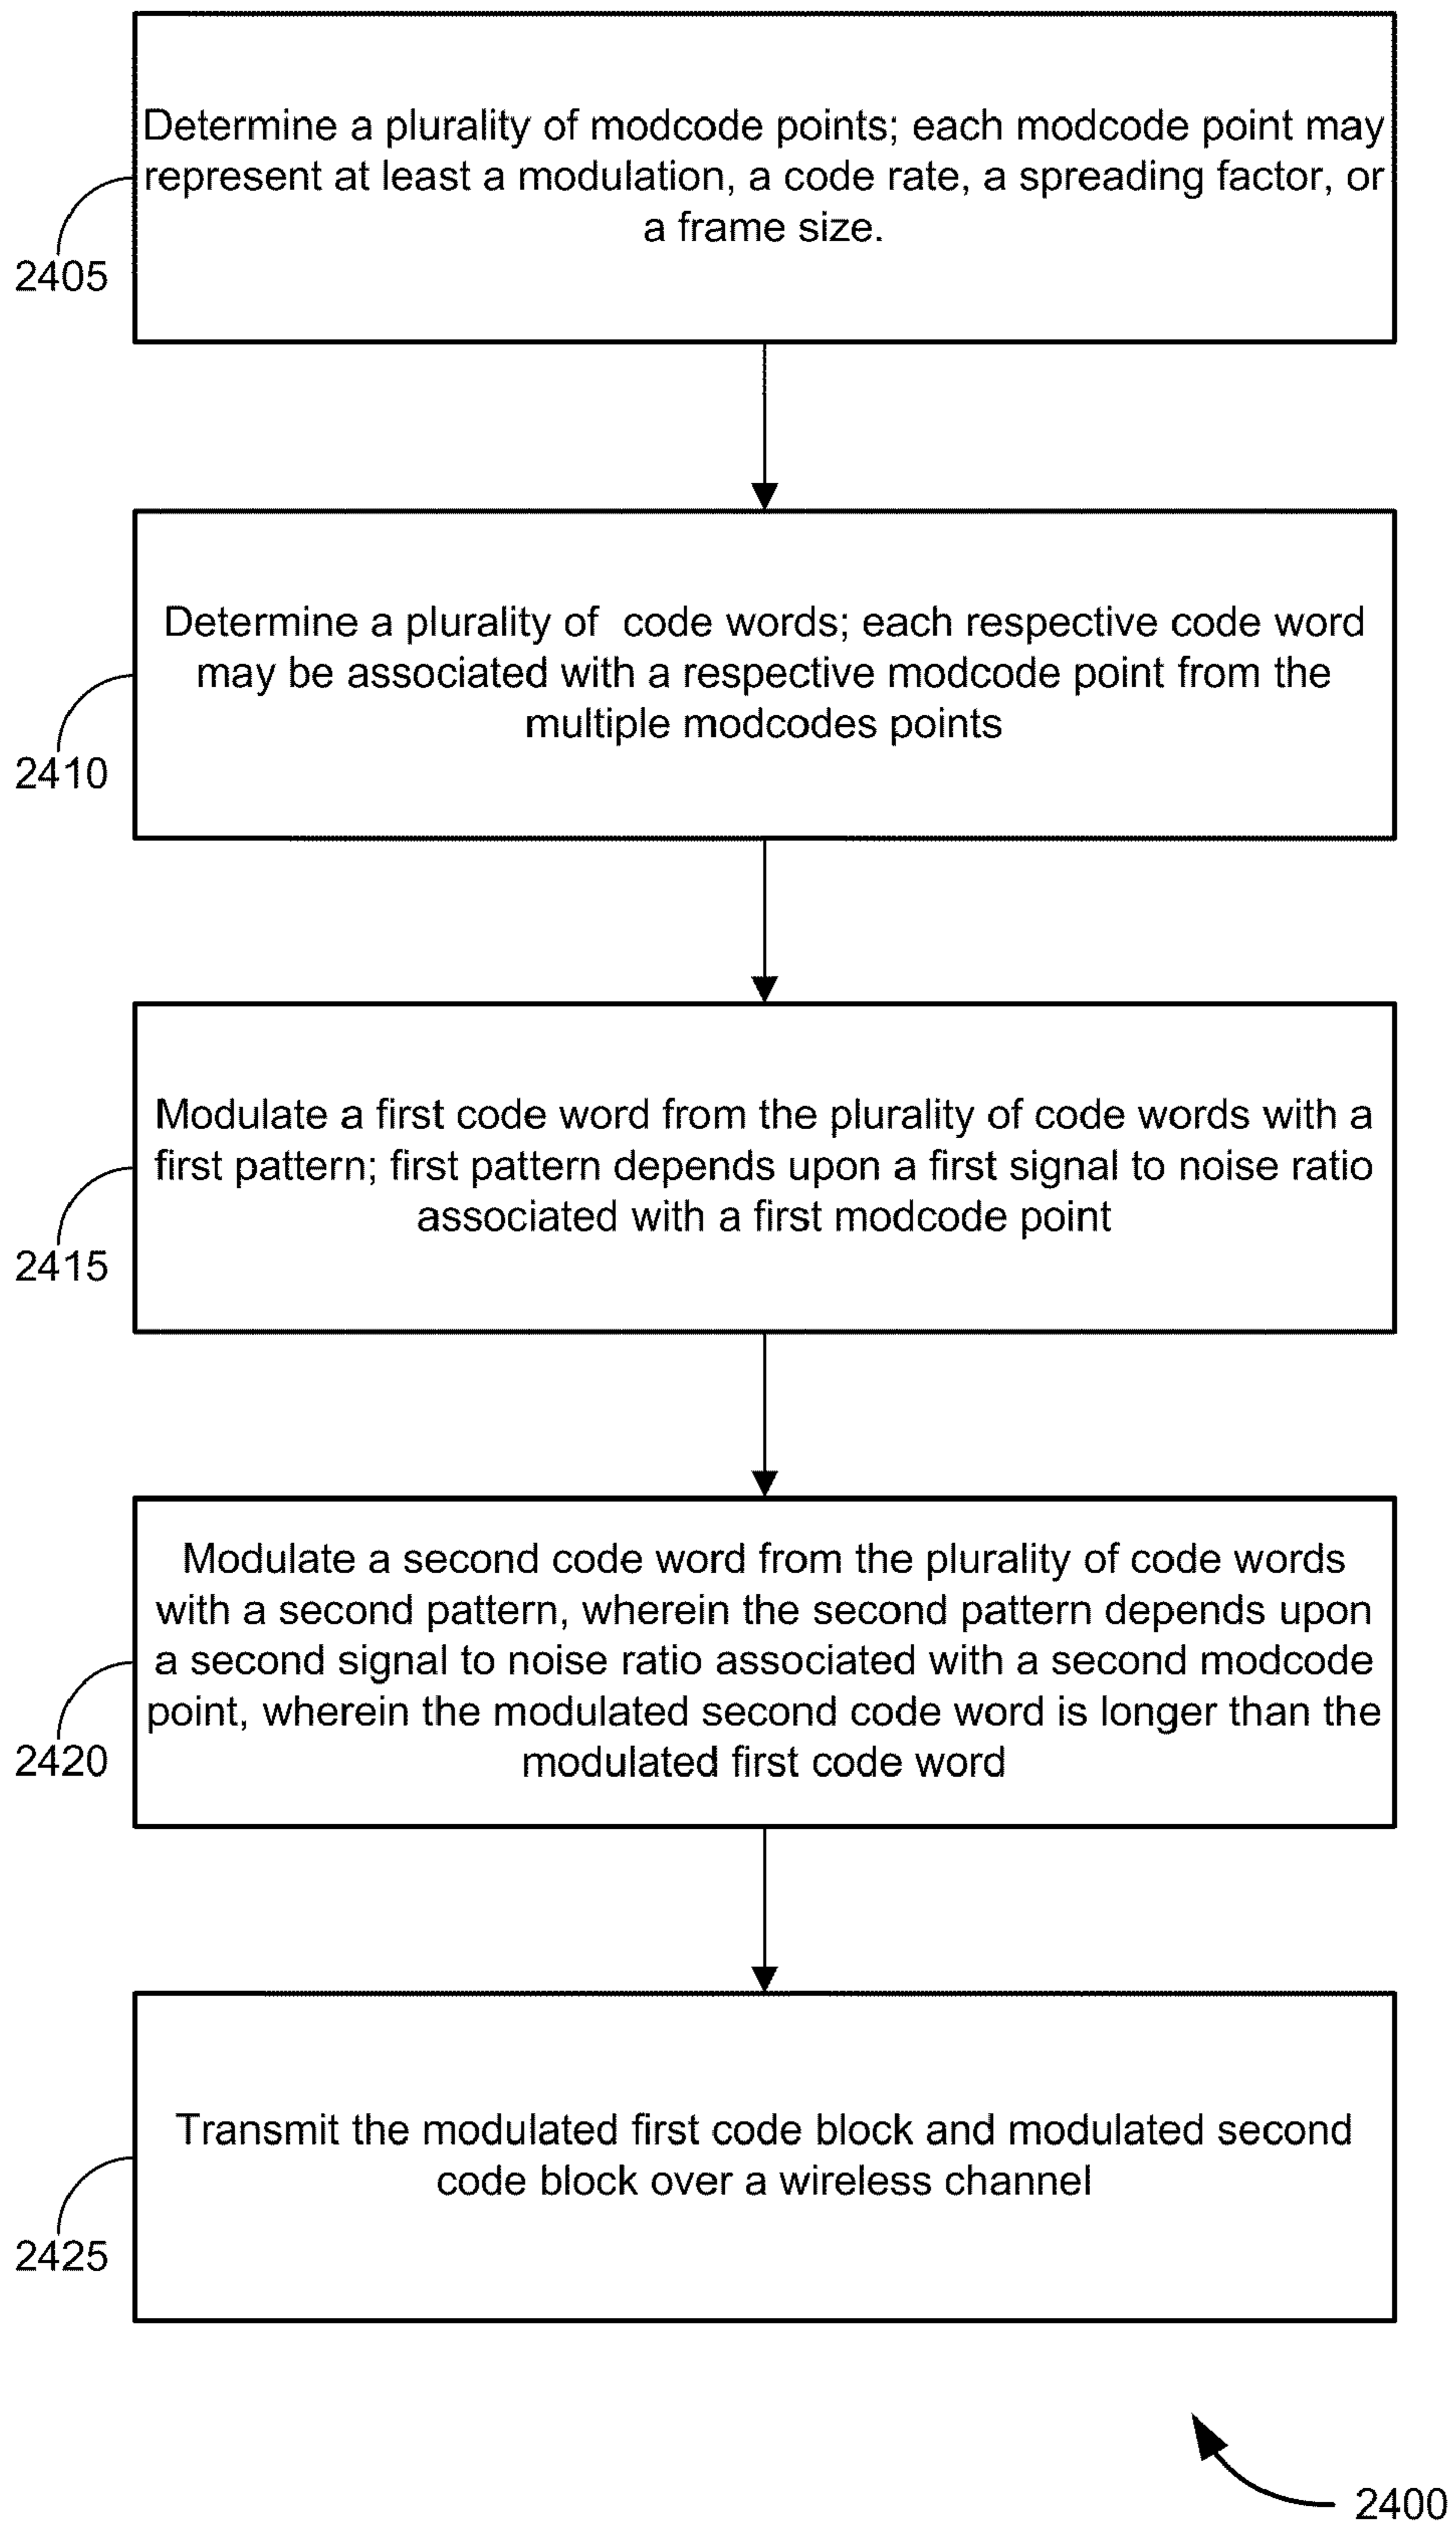 Determine a plurality of modcode points; each modcode point may
represent at least a modulation, a code rate, a spreading factor, or
a frame size.
2405
Determine a plurality of  code words; each respective code word
may be associated with a respective modcode point from the
multiple modcodes points
2410
Modulate a first code word from the plurality of code words with a
first pattern; first pattern depends upon a first signal to noise ratio
associated with a first modcode point
2415
Modulate a second code word from the plurality of code words
with a second pattern, wherein the second pattern depends upon
a second signal to noise ratio associated with a second modcode
point, wherein the modulated second code word is longer than the
modulated first code word
2420
Transmit the modulated first code block and modulated second
code block over a wireless channel
2425
2400